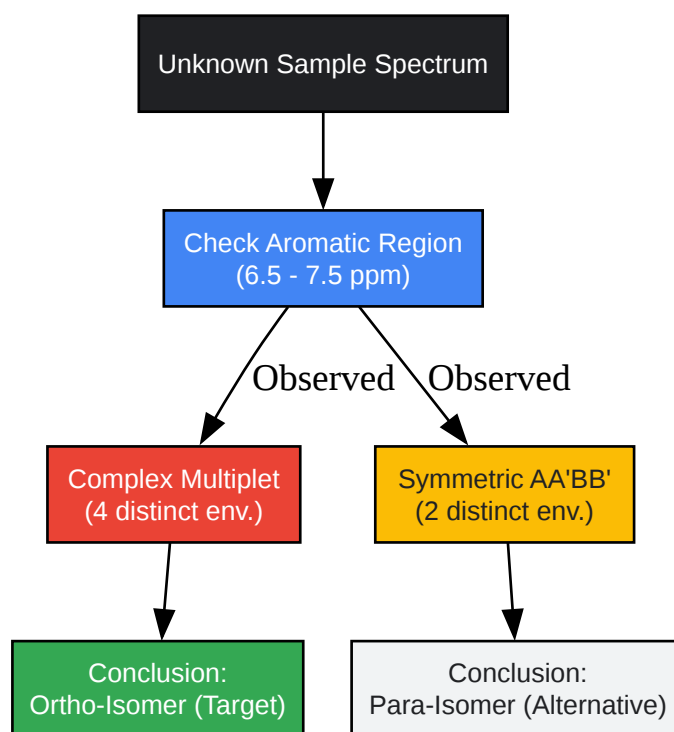 Unknown Sample Spectrum
Check Aromatic Region
(6.5 - 7.5 ppm)
Observed
Observed
Complex Multiplet
(4 distinct env.)
Symmetric AA'BB'
(2 distinct env.)
Conclusion:
Ortho-Isomer (Target)
Conclusion:
Para-Isomer (Alternative)